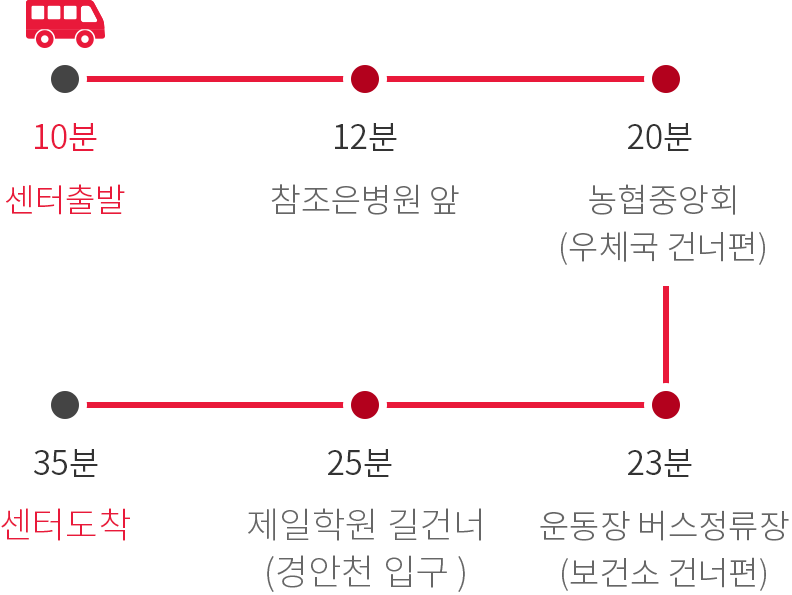 10분
12분
20분
센터출발
참조은병원 앞
농협중앙회
(우체국 건너편)
35분
25분
23분
센터도착
제일학원 길건너
(경안천 입구 )
운동장 버스정류장
(보건소 건너편)